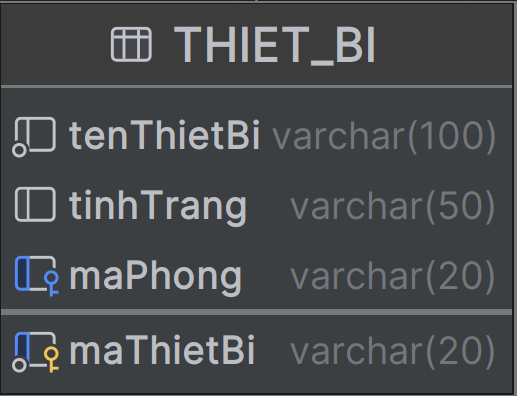 THIET_BI
tenThietBi varchar(100)
tinhTrang varchar(50)
maPhong varchar(20)
maThietBi varchar(20)